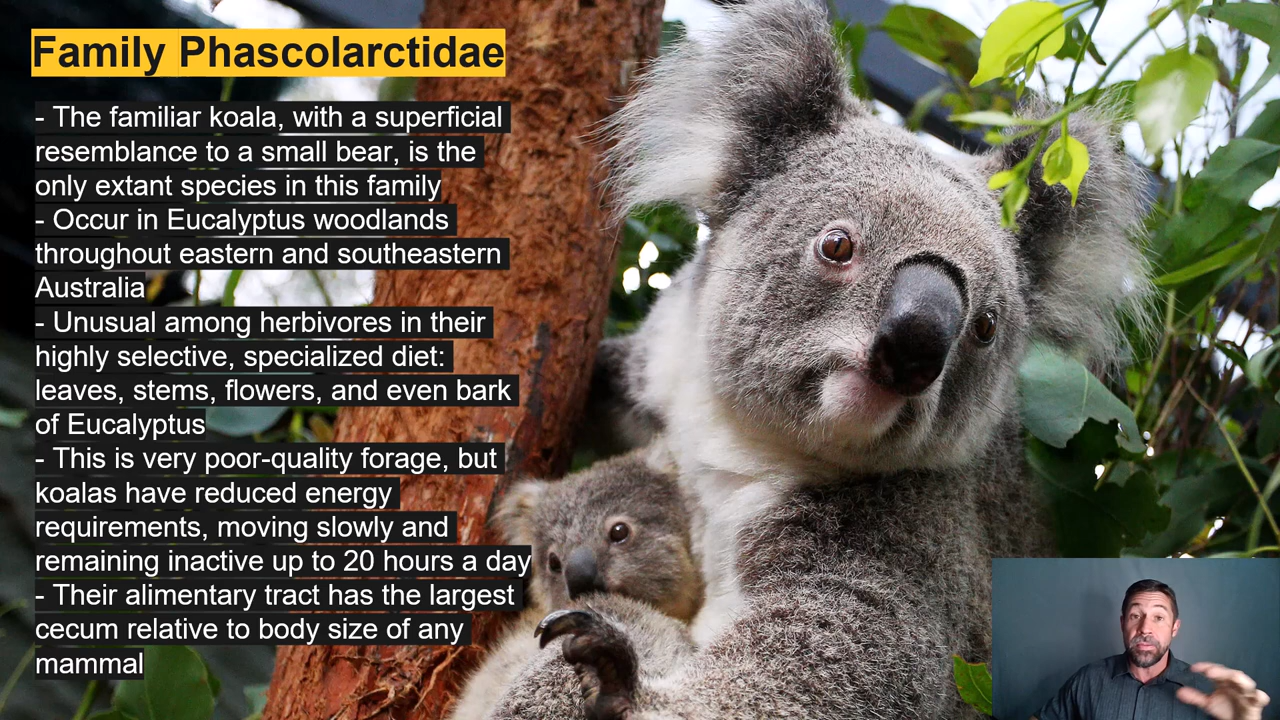 Family Phascolarctidae
- The familiar koala, with a superficial
resemblance to a small bear, is the
only extant species in this family
- Occur in Eucalyptus woodlands
throughout eastern and southeastern
Australia
- Unusual among herbivores in their
highly selective, specialized diet:
leaves, stems, flowers, and even bark
of Eucalyptus
- This is very poor-quality forage, but
koalas have reduced energy
requirements, moving slowly and
remaining inactive up to 20 hours a day
- Their alimentary tract has the largest
cecum relative to body size of any
mammal